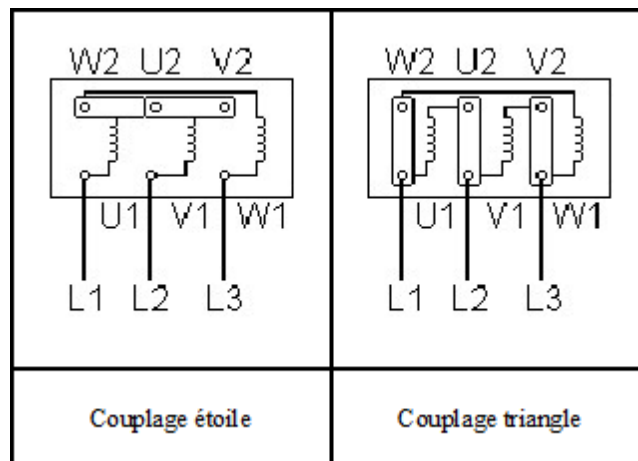 W2 U2 V2
U1 V1 W1
L1 L2 L3
Couplage étoile
W2 U2 V2
U1 V1 W1
L1 L2 L3
Couplage triangle